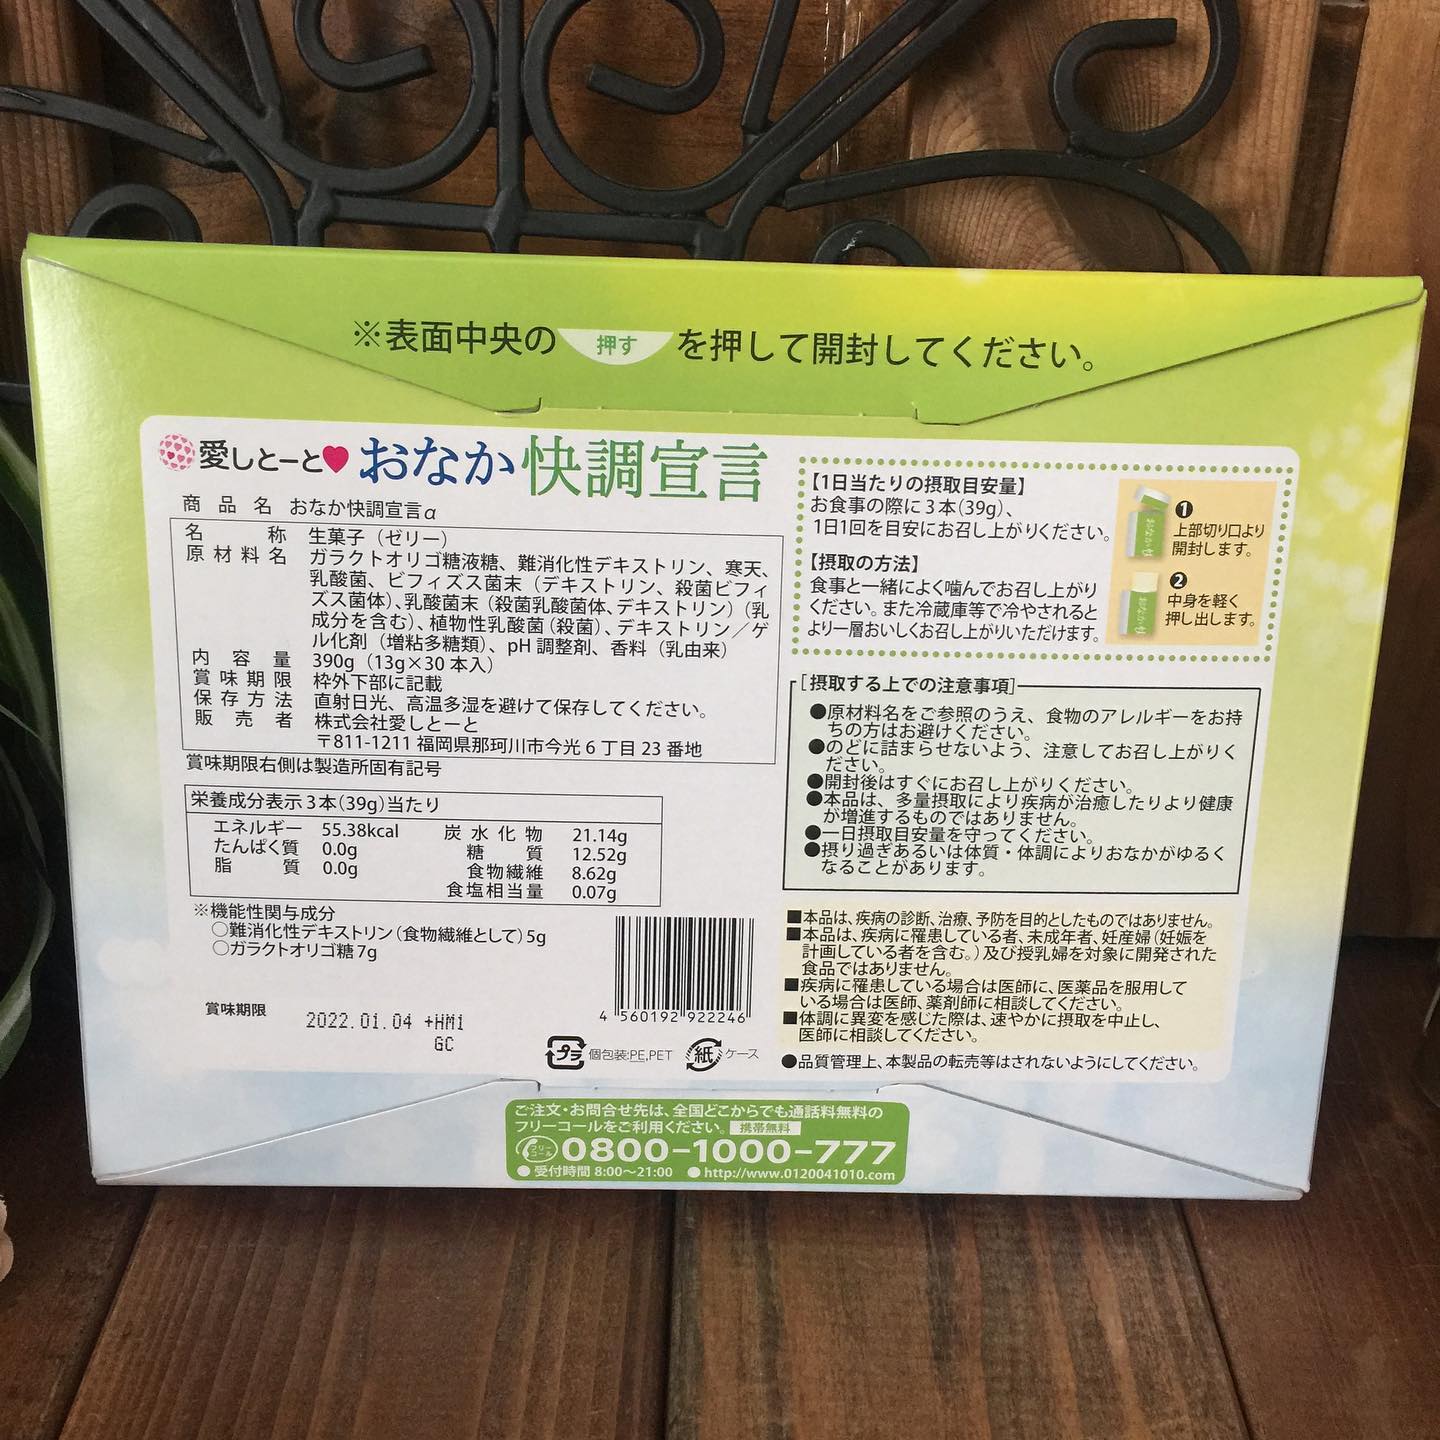 ※表面中央の 押す を押して開封してください。
愛しとーと おなか快調宣言
商品名 おなか快調宣言α
名称 生菓子（ゼリー）
原材料名 ガラクトオリゴ糖液糖、難消化性デキストリン、寒天、
乳酸菌、ビフィズス菌末（デキストリン、殺菌ビフィ
ズス菌体）、乳酸菌末（殺菌乳酸菌体、デキストリン）（乳
成分を含む）、植物性乳酸菌（殺菌）、デキストリン／ゲ
ル化剤（増粘多糖類）、pH調整剤、香料（乳由来）
内容量 390g（13g×30本入）
賞味期限 枠外下部に記載
保存方法 直射日光、高温多湿を避けて保存してください。
販売者 株式会社愛しとーと
〒811-1211 福岡県那珂川市今光6丁目23番地
賞味期限右側は製造所固有記号
栄養成分表示3本（39g）当たり
エネルギー 55.38kcal 炭水化物 21.14g
たんぱく質 0.0g 糖質 12.52g
脂質 0.0g 食物繊維 8.62g
食塩相当量 0.07g
※機能性関与成分
○難消化性デキストリン（食物繊維として）5g
○ガラクトオリゴ糖7g
賞味期限 2022.01.04 +HM1
GC
4 560192 922246
プラ 個包装:PE,PET 紙 ケース
【1日当たりの摂取目安量】
お食事の際に3本（39g）、
1日1回を目安にお召し上がりください。
【摂取の方法】
食事と一緒によく噛んでお召し上がり
ください。また冷蔵庫等で冷やされると
より一層おいしくお召し上がりいただけます。
おなか快
1
上部切り口より
開封します。
おなか快
2
中身を軽く
押し出します。
［摂取する上での注意事項］
●原材料名をご参照のうえ、食物のアレルギーをお持
ちの方はお避けください。
●のどに詰まらせないよう、注意してお召し上がりく
ださい。
●開封後はすぐにお召し上がりください。
●本品は、多量摂取により疾病が治癒したりより健康
が増進するものではありません。
●一日摂取目安量を守ってください。
●摂り過ぎあるいは体質・体調によりおなかがゆるく
なることがあります。
■本品は、疾病の診断、治療、予防を目的としたものではありません。
■本品は、疾病に罹患している者、未成年者、妊産婦（妊娠を
計画している者を含む。）及び授乳婦を対象に開発された
食品ではありません。
■疾病に罹患している場合は医師に、医薬品を服用して
いる場合は医師、薬剤師に相談してください。
■体調に異変を感じた際は、速やかに摂取を中止し、
医師に相談してください。
●品質管理上、本製品の転売等はされないようにしてください。
ご注文・お問合せ先は、全国どこからでも通話料無料の
フリーコールをご利用ください。 携帯無料
フリーコール 0800-1000-777
●受付時間 8:00〜21:00 ●http://www.0120041010.com